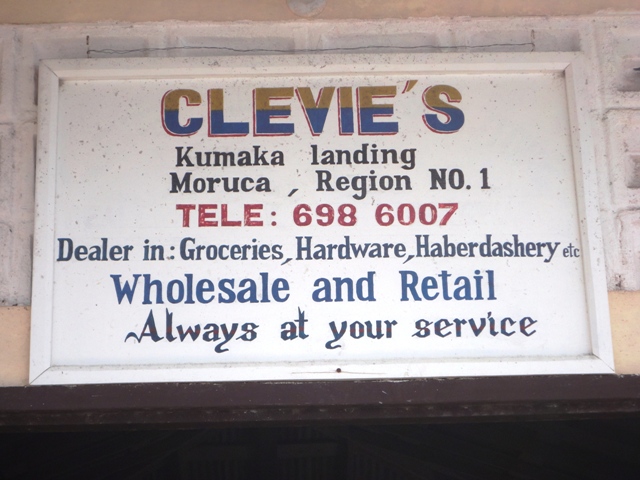 CLEVIE'S
Kumaka landing
Moruca, Region NO. 1
TELE: 698 6007
Dealer in: Groceries, Hardware, Haberdashery etc
Wholesale and Retail
Always at your service